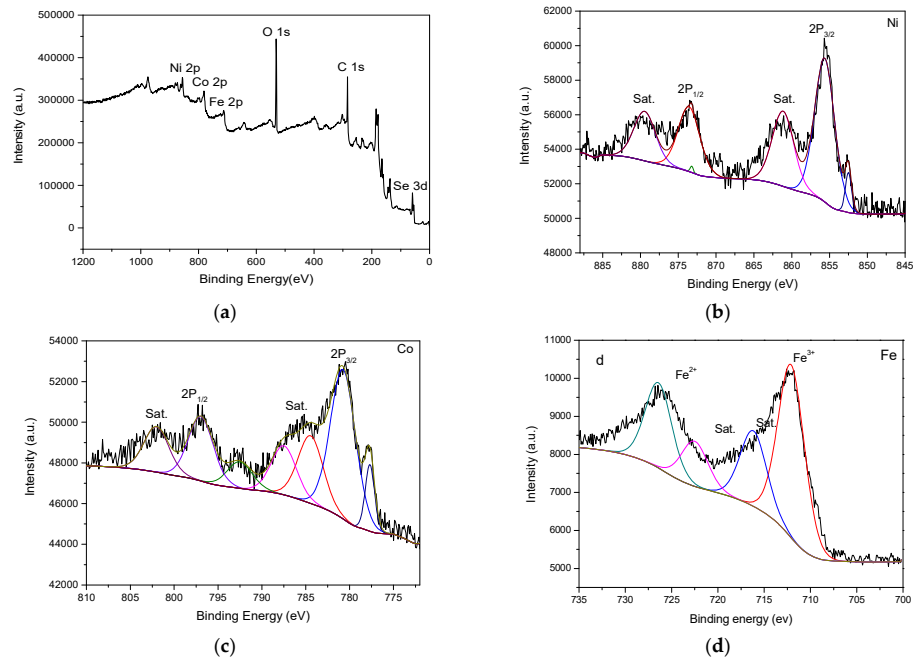 500000
400000
300000
200000
100000
0
Intensity (a.u.)
O 1s
C 1s
Ni 2p
Co 2p
Fe 2p
Se 3d
1200 1000 800 600 400 200 0
Binding Energy(eV)
(a)
62000
60000
58000
56000
54000
52000
50000
48000
Intensity (a.u.)
Ni
2P3/2
Sat.
2P1/2
Sat.
885 880 875 870 865 860 855 850 845
Binding Energy (eV)
(b)
54000
52000
50000
48000
46000
44000
42000
Intensity (a.u.)
Co
2P3/2
2P1/2
Sat.
Sat.
810 805 800 795 790 785 780 775
Binding Energy (eV)
(c)
11000
10000
9000
8000
7000
6000
5000
Intensity (a.u.)
d
Fe
Fe3+
Fe2+
Sat.
Sat.
735 730 725 720 715 710 705 700
Binding energy (ev)
(d)